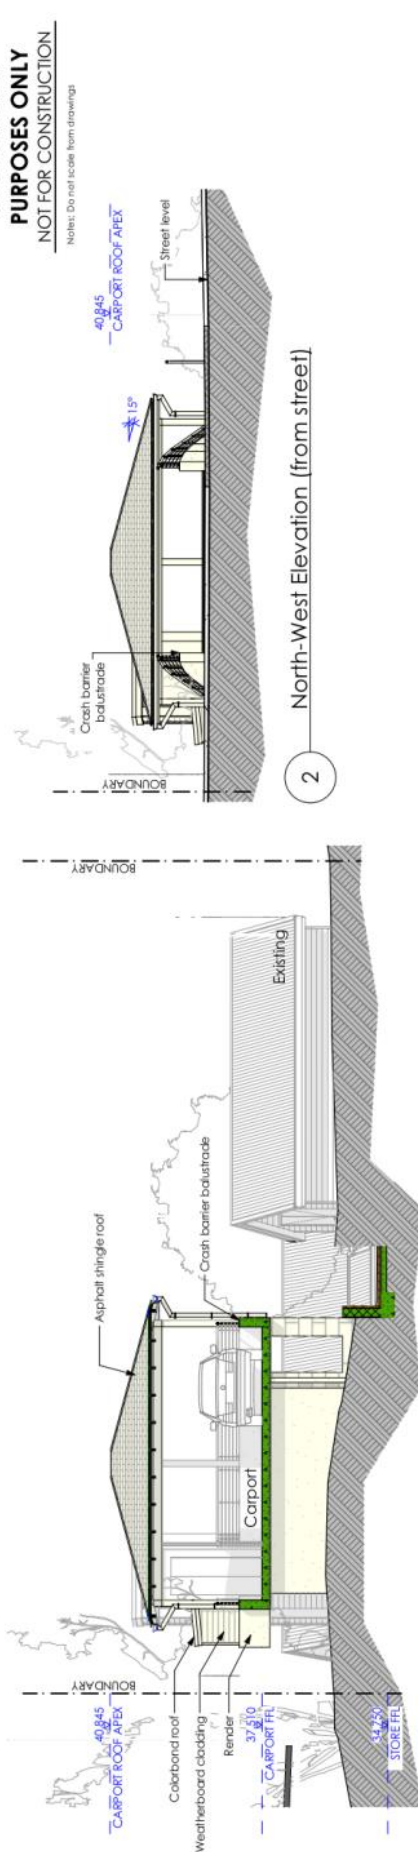 PURPOSES ONLY
NOT FOR CONSTRUCTION
Notes: Do not scale from drawings
BOUNDARY
40,845
CARPORT ROOF APEX
Colorbond roof
Weatherboard cladding
Render
37,510
CARPORT FFL
34,750
STORE FFL
Asphalt shingle roof
Carport
Crash barrier balustrade
Existing
BOUNDARY
BOUNDARY
Crash barrier
balustrade
15°
40,845
CARPORT ROOF APEX
Street level
2
North-West Elevation (from street)